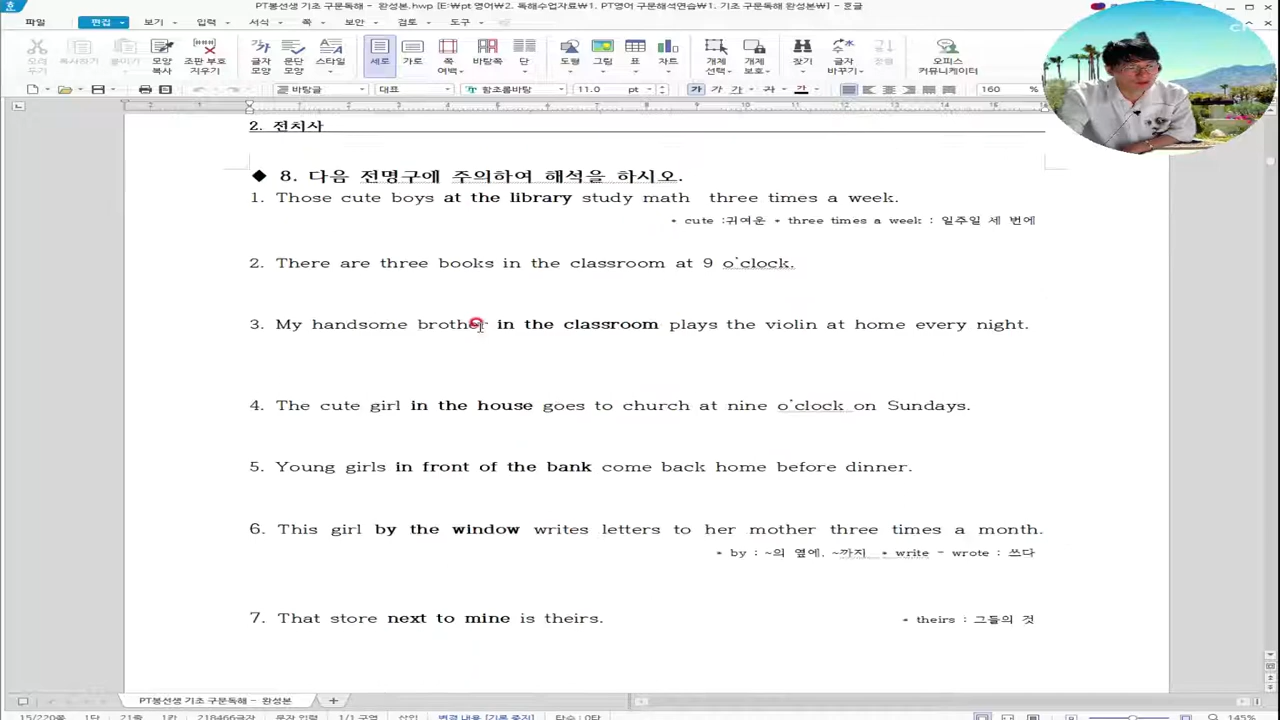 PT봉선생 기초 구문독해 - 완성본.hwp [E:₩pt 영어₩2. 독해수업자료₩1. PT영어 구문해석연습₩1. 기초 구문독해 완성본₩] - 훈글
파일 편집 보기 입력 서식 쪽 보안 검토 도구
오려 두기 복사하기 붙이기 모양 복사 조판 부호 지우기 글자 모양 문단 모양 스타일 세로 가로 쪽 여백 바탕쪽 단 도형 그림 표 차트 개체 선택 개체 보호 찾기 글자 바꾸기 오피스 커뮤니케이터
바탕글 대표 함초롬바탕 11.0 pt 가 가 가 가 160 %
2. 전치사
◆ 8. 다음 전명구에 주의하여 해석을 하시오.
1. Those cute boys at the library study math three times a week.
* cute :귀여운 * three times a week : 일주일 세 번에
2. There are three books in the classroom at 9 o'clock.
3. My handsome brother in the classroom plays the violin at home every night.
4. The cute girl in the house goes to church at nine o'clock on Sundays.
5. Young girls in front of the bank come back home before dinner.
6. This girl by the window writes letters to her mother three times a month.
* by : ~의 옆에, ~까지 * write - wrote : 쓰다
7. That store next to mine is theirs.
* theirs : 그들의 것
PT봉선생 기초 구문독해 - 완성본
15/220쪽 1단 21줄 1칸 218466글자 문자 입력 1/1 구역 삽입 변경 내용 [기록 중지] 145%